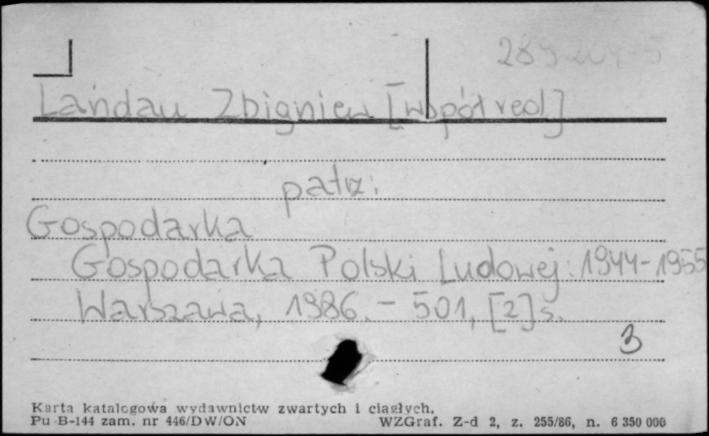 Landau Zbigniew [współred]
patrz:
Gospodarka
Gospodarka Polski Ludowej: 1944-1955
Warszawa, 1986. - 501, [2] s.
3
Karta katalogowa wydawnictw zwartych i ciągłych.
Pu B-144 zam. nr 446/DW/ON WZGraf. Z-d 2, z. 255/86, n. 6 350 000